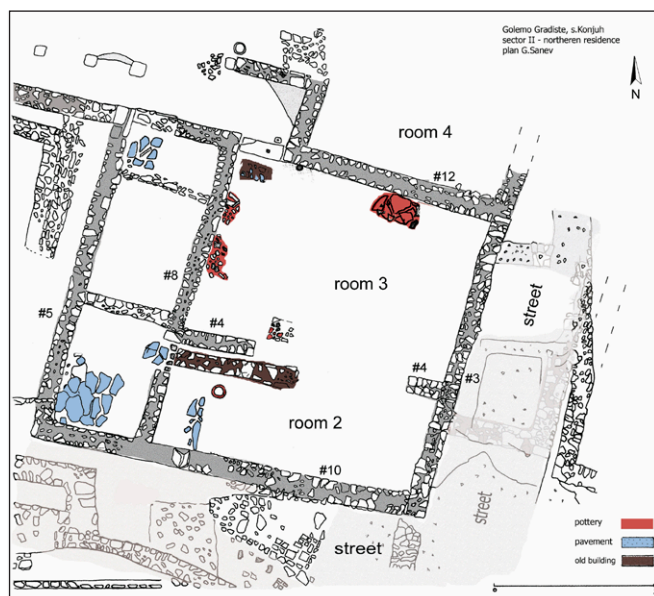 Golemo Gradiste, s.Konjuh
sector II - northeren residence
plan G.Sanev
N
room 4
#12
#8
room 3
street
#5
#4
#4
#3
room 2
#10
street
street
pottery
pavement
old building